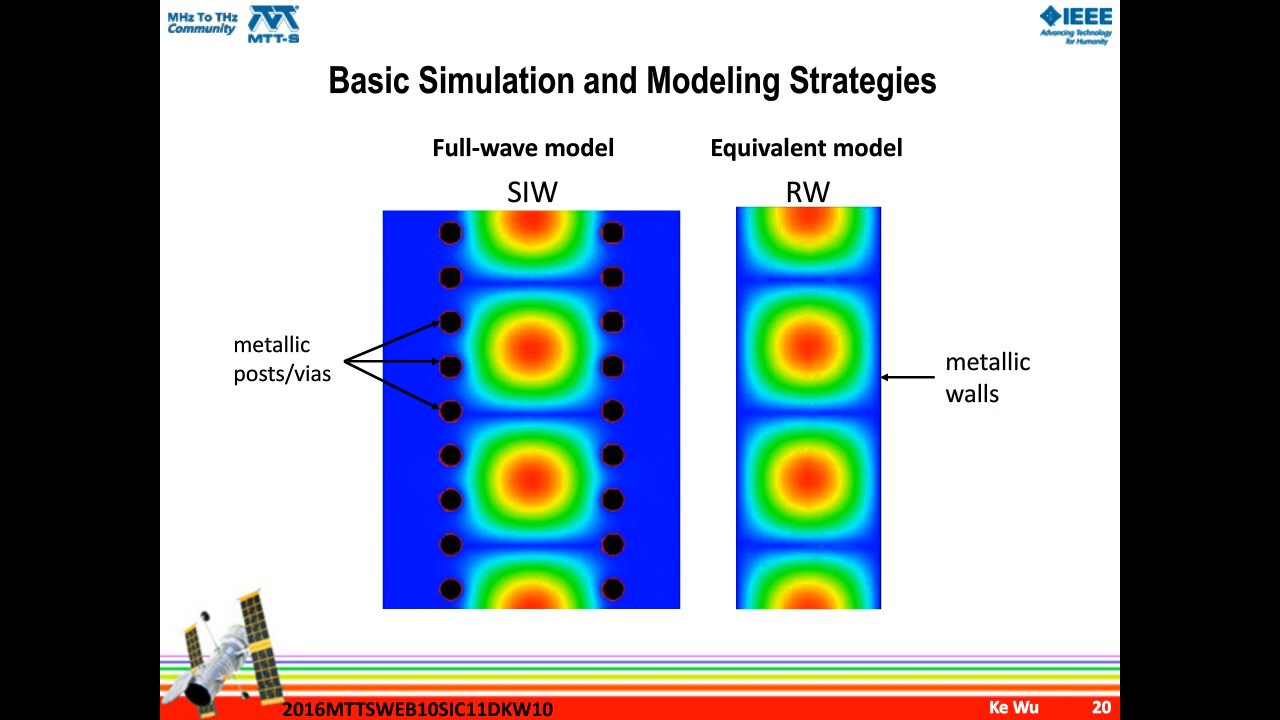 MHz To THz
Community
MTT-S
IEEE
Advancing Technology
for Humanity
Basic Simulation and Modeling Strategies
Full-wave model
Equivalent model
SIW
RW
metallic
posts/vias
metallic
walls
2016MTTSWEB10SIC11DKW10
Ke Wu
20